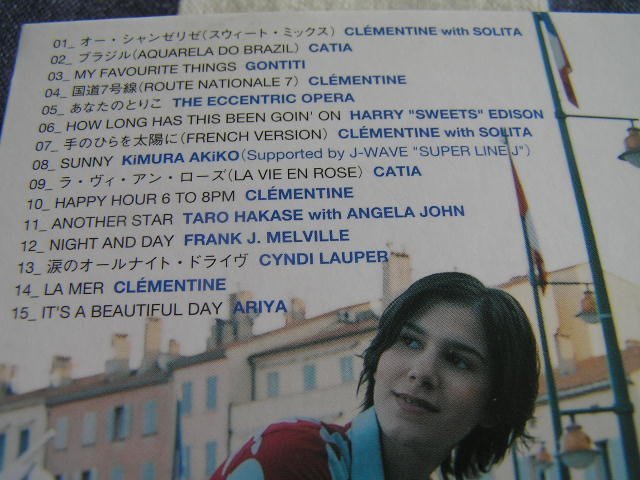 01_ オー・シャンゼリゼ(スウィート・ミックス) CLÉMENTINE with SOLITA
02_ ブラジル(AQUARELA DO BRAZIL) CATIA
03_ MY FAVOURITE THINGS GONTITI
04_ 国道7号線(ROUTE NATIONALE 7) CLÉMENTINE
05_ あなたのとりこ THE ECCENTRIC OPERA
06_ HOW LONG HAS THIS BEEN GOIN' ON HARRY "SWEETS" EDISON
07_ 手のひらを太陽に(FRENCH VERSION) CLÉMENTINE with SOLITA
08_ SUNNY KiMURA AKiKO(Supported by J-WAVE "SUPER LINE J")
09_ ラ・ヴィ・アン・ローズ(LA VIE EN ROSE) CATIA
10_ HAPPY HOUR 6 TO 8PM CLÉMENTINE
11_ ANOTHER STAR TARO HAKASE with ANGELA JOHN
12_ NIGHT AND DAY FRANK J. MELVILLE
13_ 涙のオールナイト・ドライヴ CYNDI LAUPER
14_ LA MER CLÉMENTINE
15_ IT'S A BEAUTIFUL DAY ARIYA